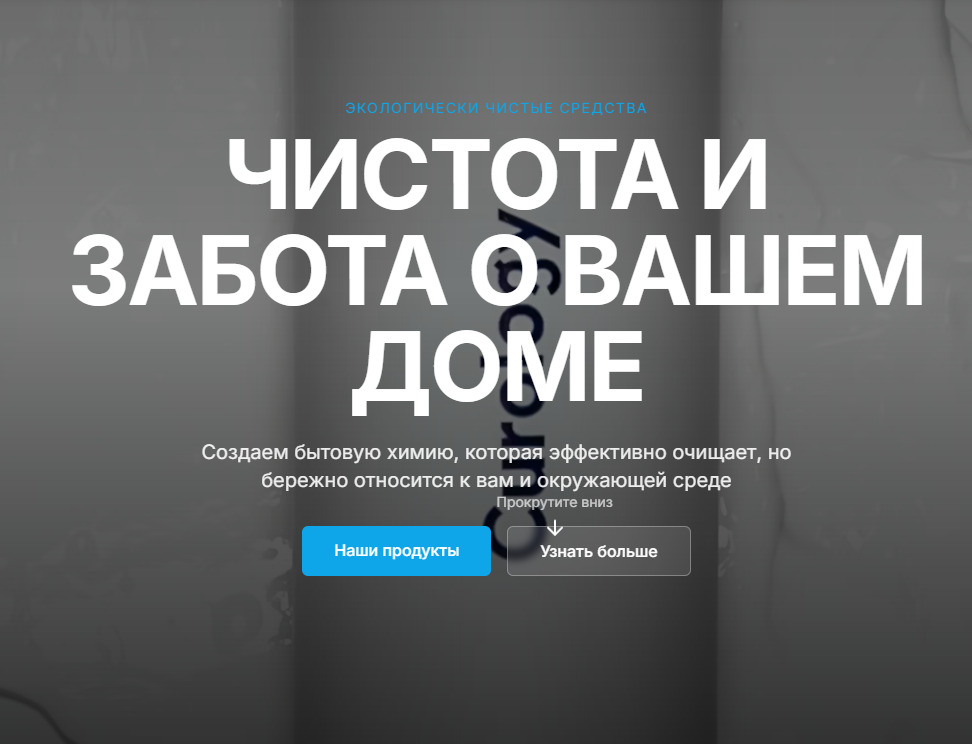 ЭКОЛОГИЧЕСКИ ЧИСТЫЕ СРЕДСТВА
ЧИСТОТА И
ЗАБОТА О ВАШЕМ
ДОМЕ
Curology
Создаем бытовую химию, которая эффективно очищает, но
бережно относится к вам и окружающей среде
Прокрутите вниз
Наши продукты
Узнать больше